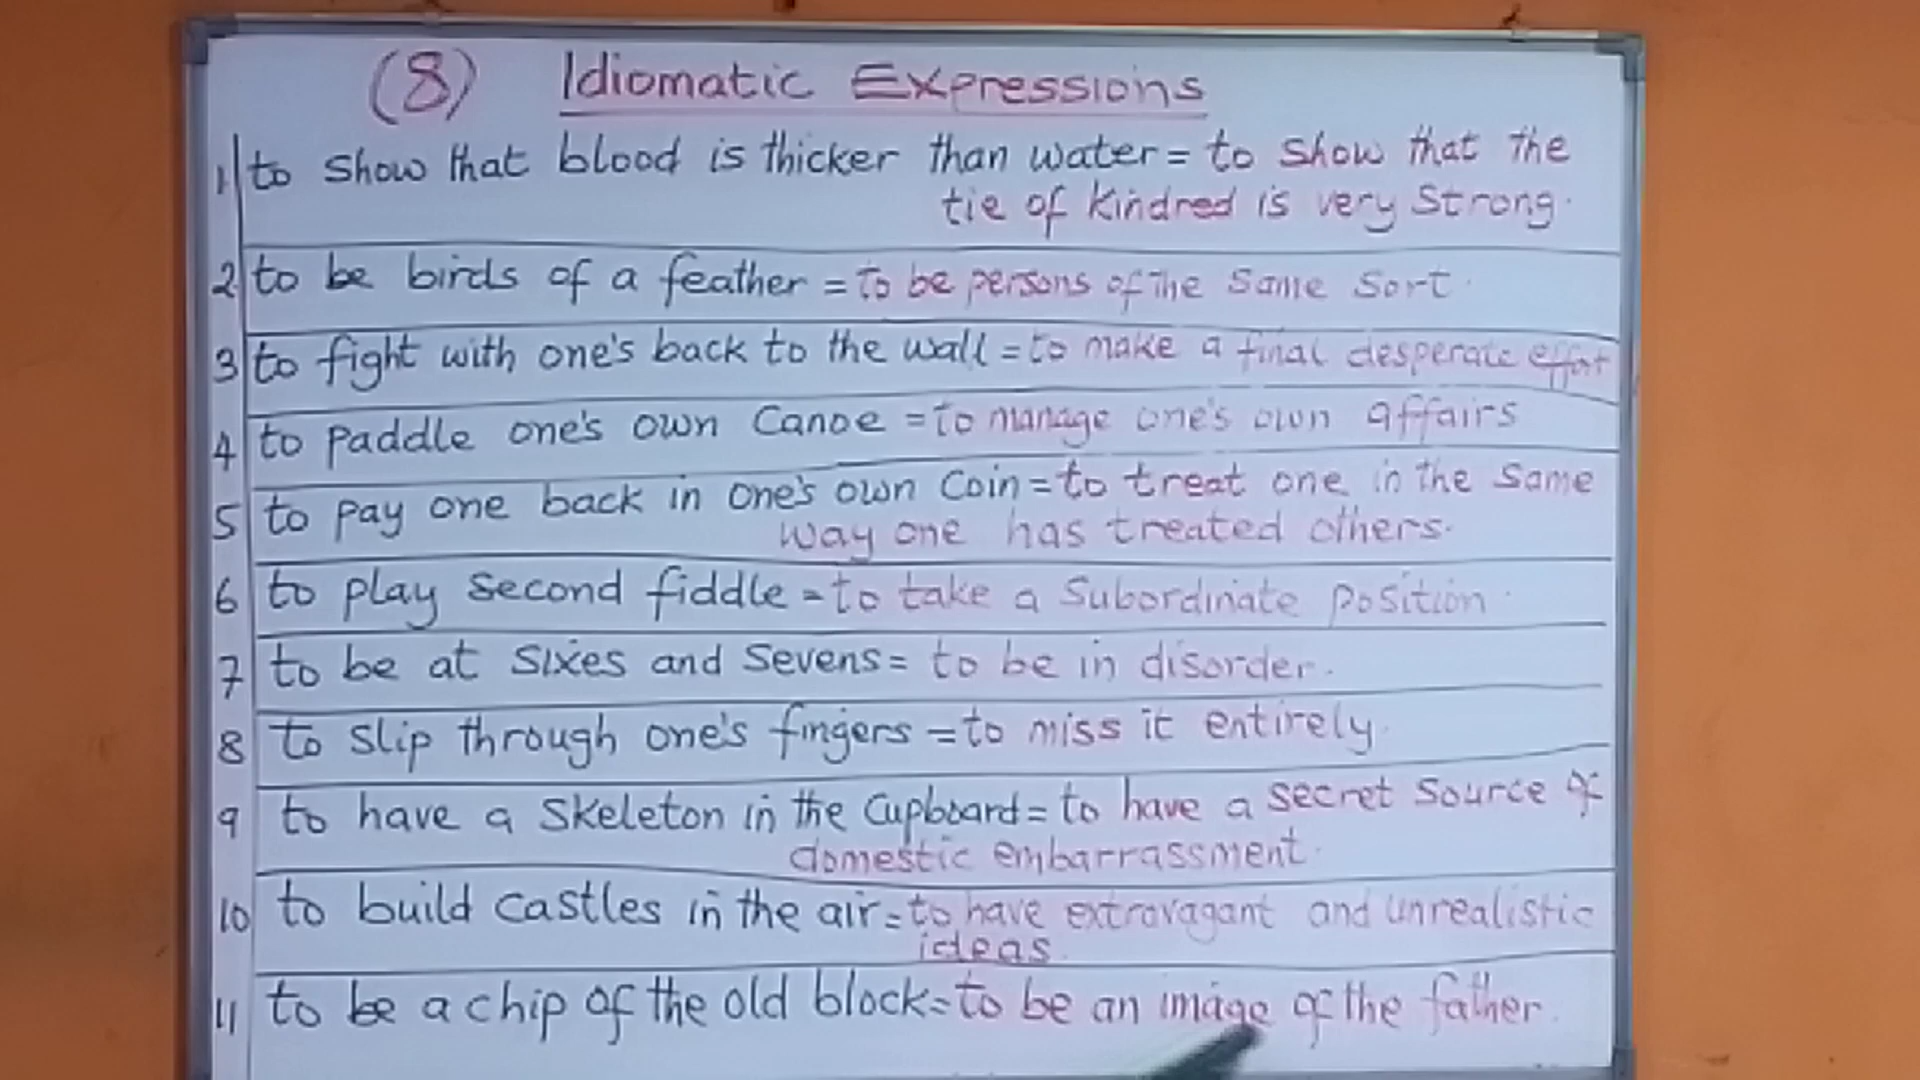 (8) Idiomatic Expressions
1 to show that blood is thicker than water = to show that the
tie of kindred is very strong.
2 to be birds of a feather = to be persons of the same sort.
3 to fight with one's back to the wall = to make a final desperate effort
4 to paddle one's own canoe = to manage one's own affairs
5 to pay one back in one's own coin = to treat one in the same
way one has treated others.
6 to play second fiddle = to take a subordinate position.
7 to be at sixes and sevens = to be in disorder.
8 to slip through one's fingers = to miss it entirely.
9 to have a skeleton in the cupboard = to have a secret source of
domestic embarrassment.
10 to build castles in the air = to have extravagant and unrealistic
ideas.
11 to be a chip of the old block = to be an image of the father.